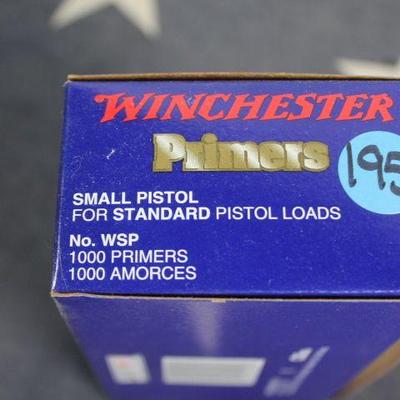 WINCHESTER
Primers
195
SMALL PISTOL
FOR STANDARD PISTOL LOADS
No. WSP
1000 PRIMERS
1000 AMORCES